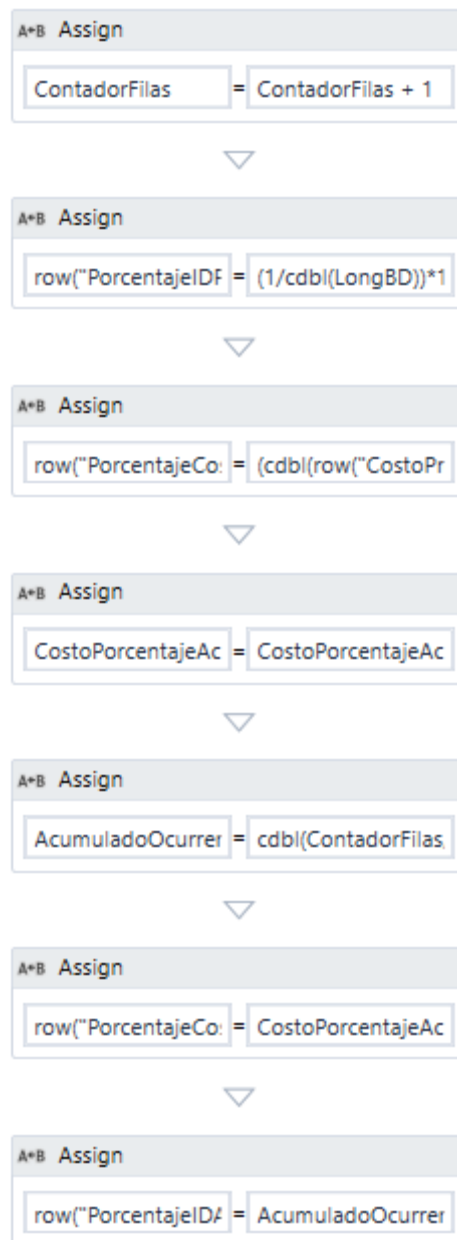 A+B Assign
ContadorFilas = ContadorFilas + 1
A+B Assign
row("PorcentajeIDF = (1/cdbl(LongBD))*1
A+B Assign
row("PorcentajeCo = (cdbl(row("CostoPr
A+B Assign
CostoPorcentajeAc = CostoPorcentajeAc
A+B Assign
AcumuladoOcurrer = cdbl(ContadorFilas,
A+B Assign
row("PorcentajeCo = CostoPorcentajeAc
A+B Assign
row("PorcentajeIDA = AcumuladoOcurrer